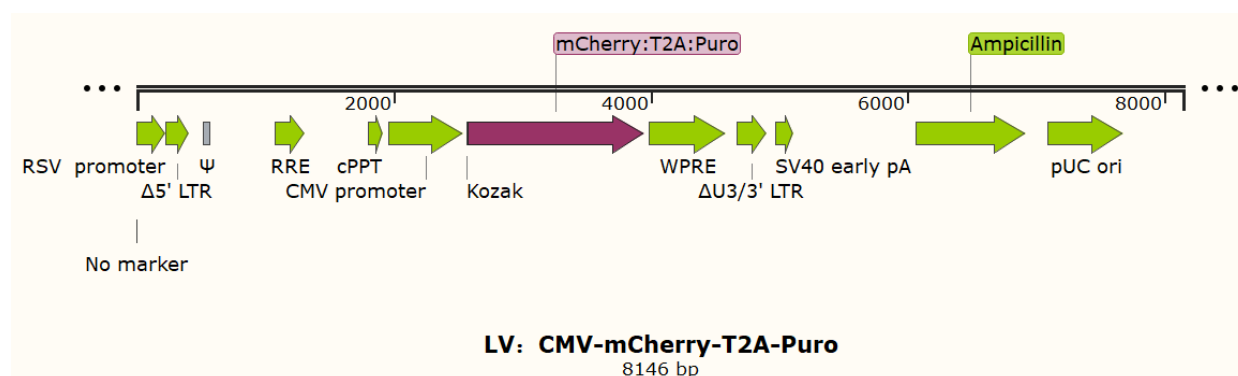 mCherry:T2A:Puro Ampicillin
2000 4000 6000 8000
RSV promoter Ψ RRE cPPT WPRE SV40 early pA pUC ori
Δ5' LTR CMV promoter Kozak ΔU3/3' LTR
No marker
LV: CMV-mCherry-T2A-Puro
8146 bp